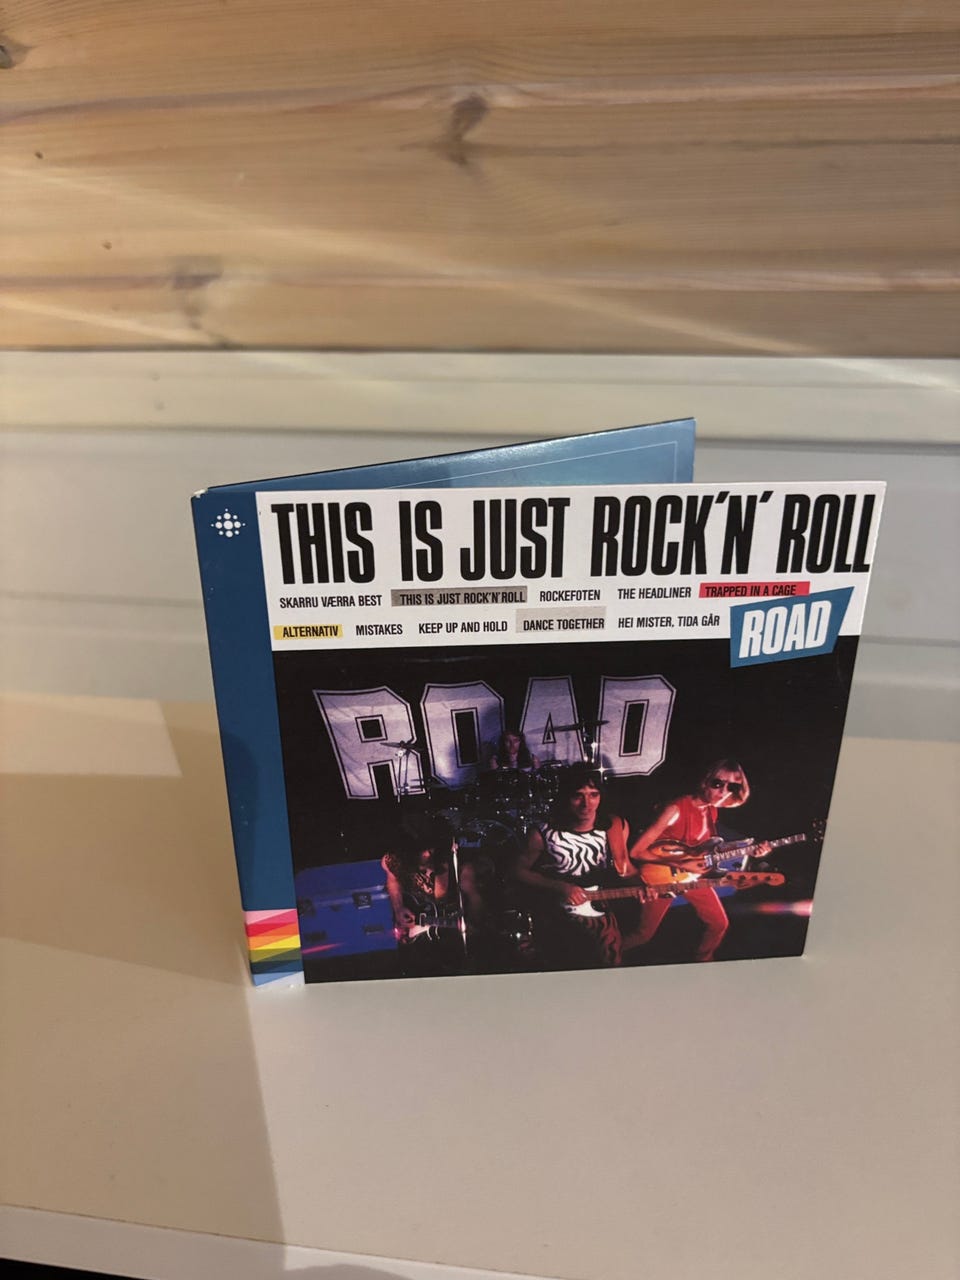 THIS IS JUST ROCK'N' ROLL
SKARRU VÆRRA BEST THIS IS JUST ROCK'N' ROLL ROCKEFOTEN THE HEADLINER TRAPPED IN A CAGE
ALTERNATIV MISTAKES KEEP UP AND HOLD DANCE TOGETHER HEI MISTER, TIDA GÅR
ROAD
ROAD